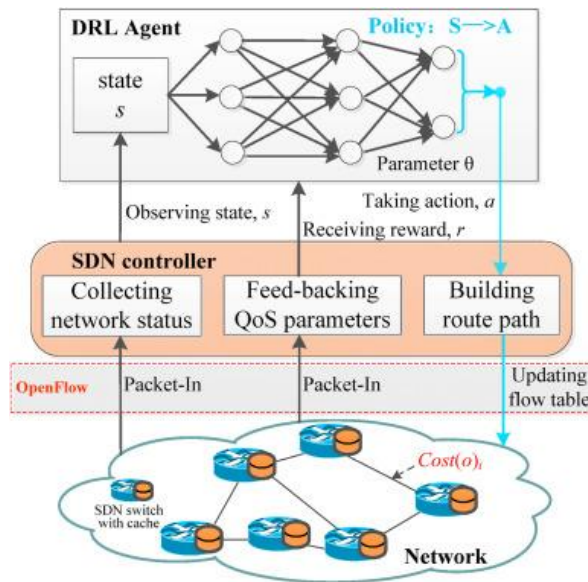 DRL Agent
Policy：S—>A
state
s
Parameter θ
Taking action, a
Observing state, s
Receiving reward, r
SDN controller
Collecting
network status
Feed-backing
QoS parameters
Building
route path
OpenFlow
Packet-In
Packet-In
Updating
flow table
Cost(o)i
SDN switch
with cache
Network